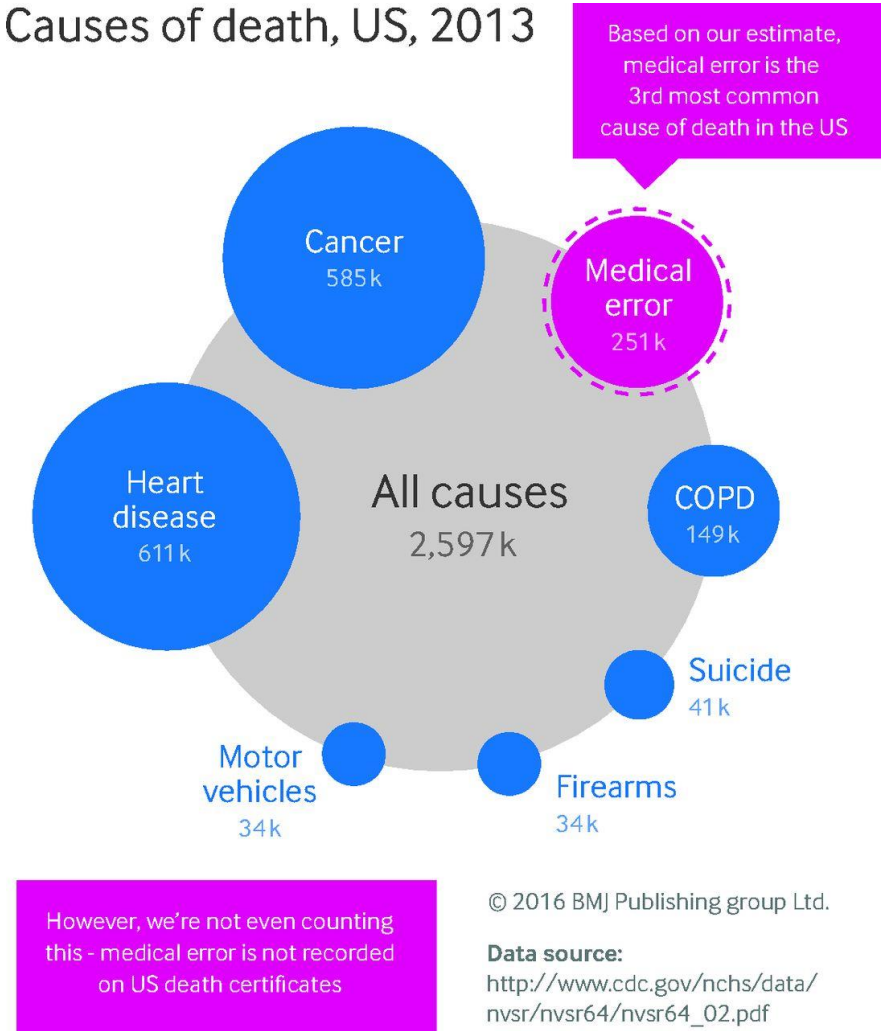 Causes of death, US, 2013
Based on our estimate,
medical error is the
3rd most common
cause of death in the US
Cancer
585k
Medical
error
251k
Heart
disease
611k
All causes
2,597k
COPD
149k
Suicide
41k
Motor
vehicles
34k
Firearms
34k
However, we're not even counting
this - medical error is not recorded
on US death certificates
© 2016 BMJ Publishing group Ltd.
Data source:
http://www.cdc.gov/nchs/data/
nvsr/nvsr64/nvsr64_02.pdf